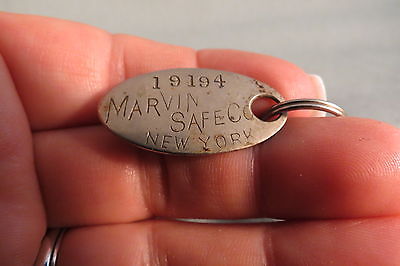 19194
MARVIN
SAFE CO
NEW YORK